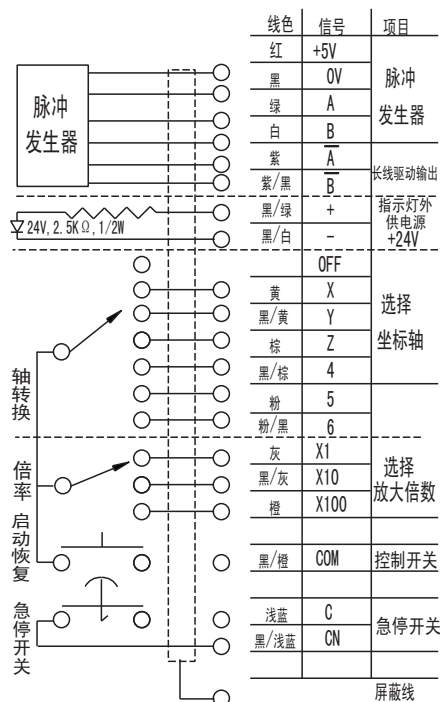 线色 信号 项目
红 +5V
黑 0V
绿 A
白 B
脉冲
发生器
紫 A̅
紫/黑 B̅
长线驱动输出
黑/绿 +
黑/白 -
指示灯外
供电源
+24V
OFF
黄 X
黑/黄 Y
棕 Z
黑/棕 4
选择
坐标轴
粉 5
粉/黑 6
灰 X1
黑/灰 X10
橙 X100
选择
放大倍数
黑/橙 COM 控制开关
浅蓝 C
黑/浅蓝 CN
急停开关
屏蔽线
脉冲
发生器
24V,2.5KΩ,1/2W
轴转换
倍率
启动恢复
急停开关